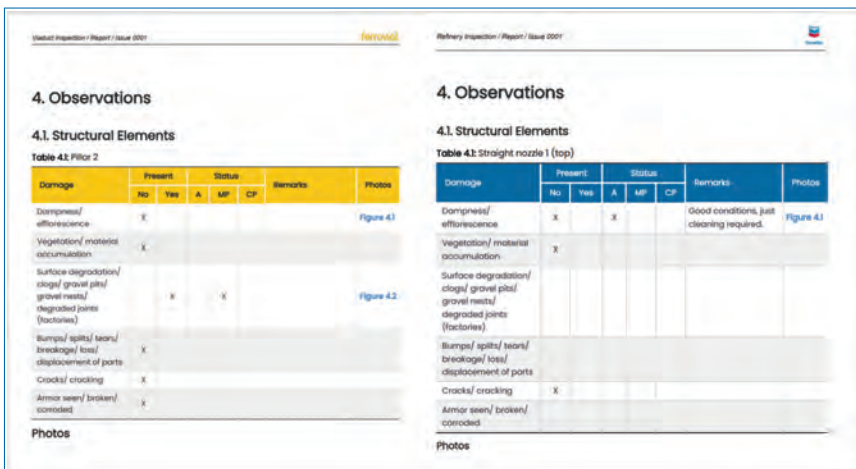 Viaduct Inspection / Report / Issue 0001
ferrovial
4. Observations
4.1. Structural Elements
Table 4.1: Pillar 2
Damage Present Status Remarks Photos
No Yes A MP CP
Dampness/ efflorescence X Figure 4.1
Vegetation/ material accumulation X
Surface degradation/ clogs/ gravel pits/ gravel nests/ degraded joints (factories) X X Figure 4.2
Bumps/ splits/ tears/ breakage/ loss/ displacement of parts X
Cracks/ cracking X
Armor seen/ broken/ corroded X
Photos
Refinery Inspection / Report / Issue 0001
4. Observations
4.1. Structural Elements
Table 4.1: Straight nozzle 1 (top)
Damage Present Status Remarks Photos
No Yes A MP CP
Dampness/ efflorescence X X Good conditions, just cleaning required. Figure 4.1
Vegetation/ material accumulation X
Surface degradation/ clogs/ gravel pits/ gravel nests/ degraded joints (factories).
Bumps/ splits/ tears/ breakage/ loss/ displacement of parts
Cracks/ cracking X
Armor seen/ broken/ corroded
Photos